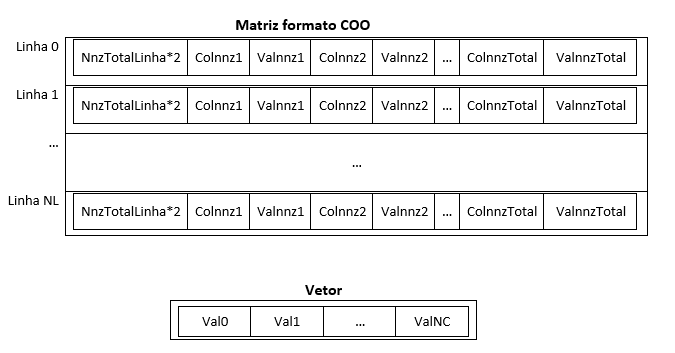 Matriz formato COO
Linha 0
NnzTotalLinha*2 Colnnz1 Valnnz1 Colnnz2 Valnnz2 ... ColnnzTotal ValnnzTotal
Linha 1
NnzTotalLinha*2 Colnnz1 Valnnz1 Colnnz2 Valnnz2 ... ColnnzTotal ValnnzTotal
...
...
Linha NL
NnzTotalLinha*2 Colnnz1 Valnnz1 Colnnz2 Valnnz2 ... ColnnzTotal ValnnzTotal
Vetor
Val0 Val1 ... ValNC